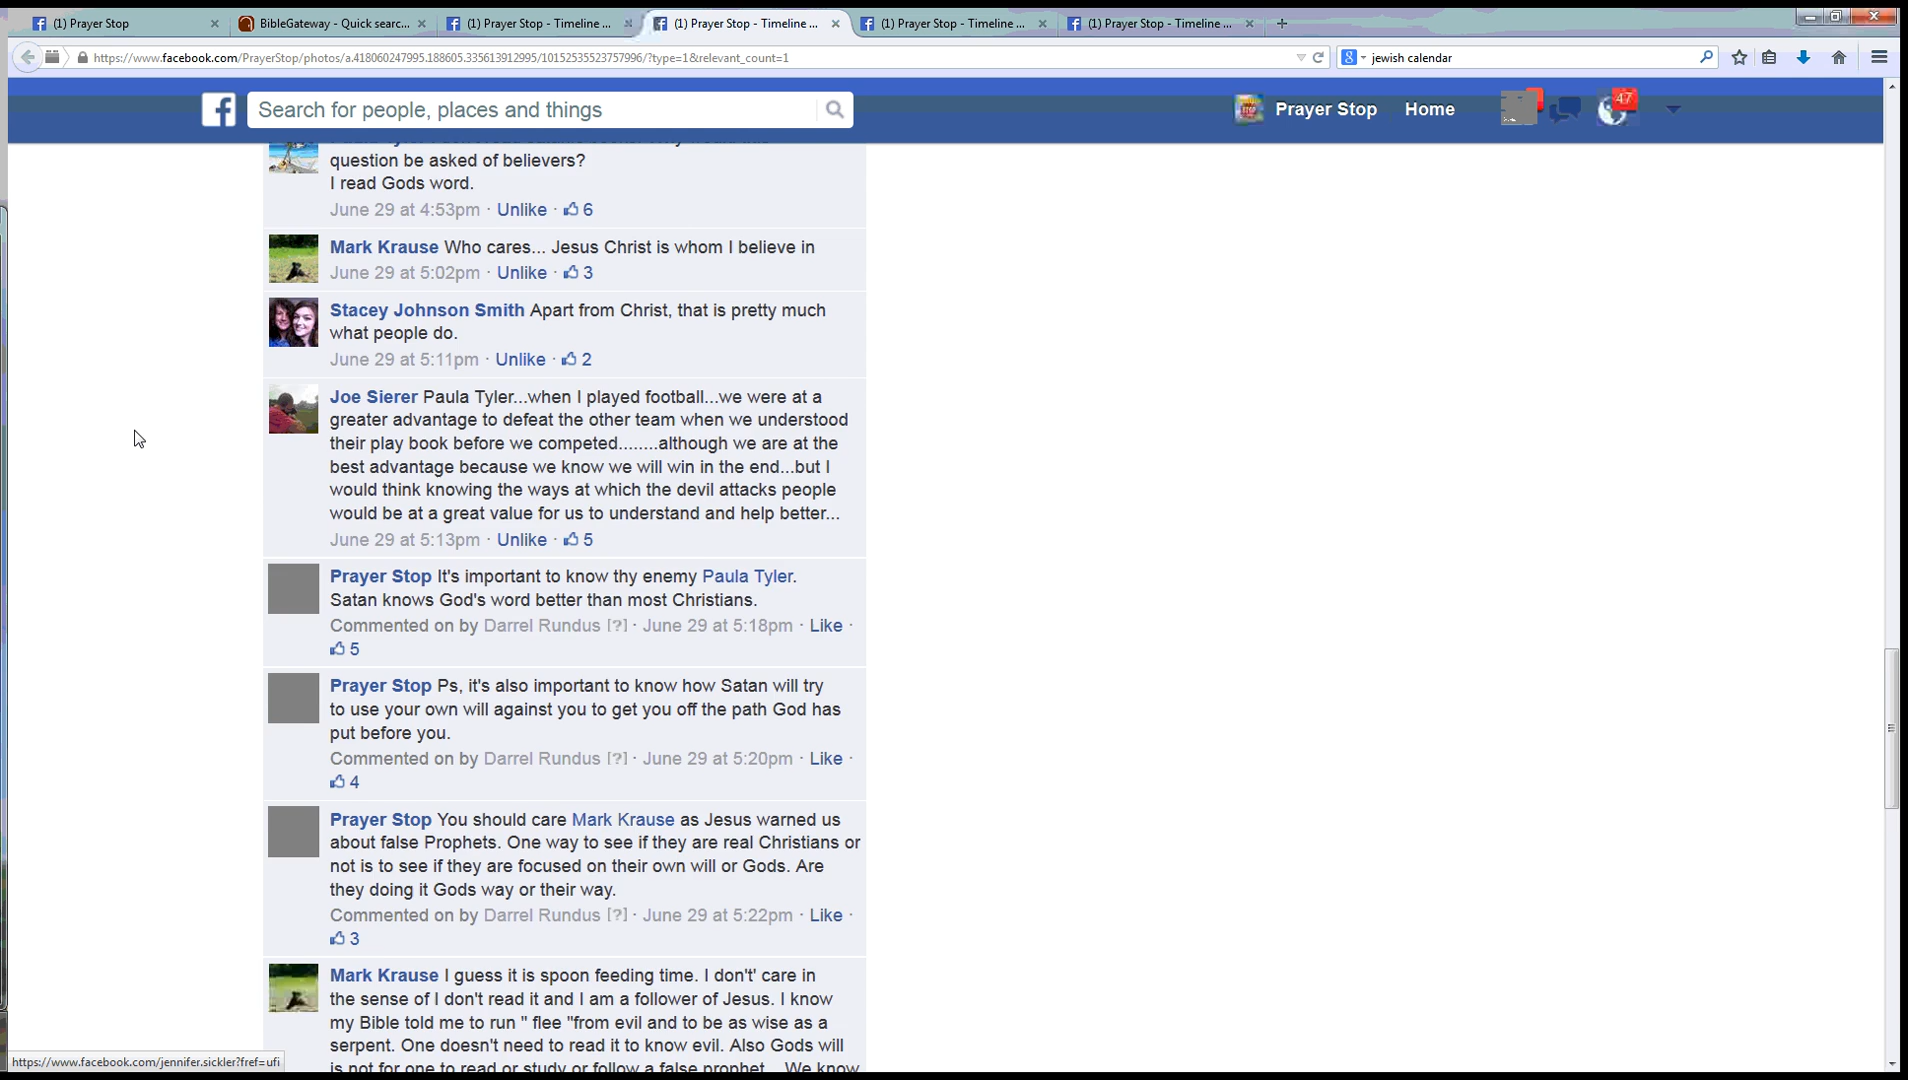 (1) Prayer Stop
BibleGateway - Quick searc...
(1) Prayer Stop - Timeline ...
(1) Prayer Stop - Timeline ...
(1) Prayer Stop - Timeline ...
(1) Prayer Stop - Timeline ...
https://www.facebook.com/PrayerStop/photos/a.418060247995.188605.335613912995/10152535523757996/?type=1&relevant_count=1
jewish calendar
Search for people, places and things
Prayer Stop Home 47
question be asked of believers?
I read Gods word.
June 29 at 4:53pm · Unlike · 6
Mark Krause Who cares... Jesus Christ is whom I believe in
June 29 at 5:02pm · Unlike · 3
Stacey Johnson Smith Apart from Christ, that is pretty much
what people do.
June 29 at 5:11pm · Unlike · 2
Joe Sierer Paula Tyler...when I played football...we were at a
greater advantage to defeat the other team when we understood
their play book before we competed........although we are at the
best advantage because we know we will win in the end...but I
would think knowing the ways at which the devil attacks people
would be at a great value for us to understand and help better...
June 29 at 5:13pm · Unlike · 5
Prayer Stop It's important to know thy enemy Paula Tyler.
Satan knows God's word better than most Christians.
Commented on by Darrel Rundus [?] · June 29 at 5:18pm · Like ·
5
Prayer Stop Ps, it's also important to know how Satan will try
to use your own will against you to get you off the path God has
put before you.
Commented on by Darrel Rundus [?] · June 29 at 5:20pm · Like ·
4
Prayer Stop You should care Mark Krause as Jesus warned us
about false Prophets. One way to see if they are real Christians or
not is to see if they are focused on their own will or Gods. Are
they doing it Gods way or their way.
Commented on by Darrel Rundus [?] · June 29 at 5:22pm · Like ·
3
Mark Krause I guess it is spoon feeding time. I don't' care in
the sense of I don't read it and I am a follower of Jesus. I know
my Bible told me to run " flee "from evil and to be as wise as a
serpent. One doesn't need to read it to know evil. Also Gods will
is not for one to read or study or follow a false prophet... We know
https://www.facebook.com/jennifer.sickler?fref=ufi